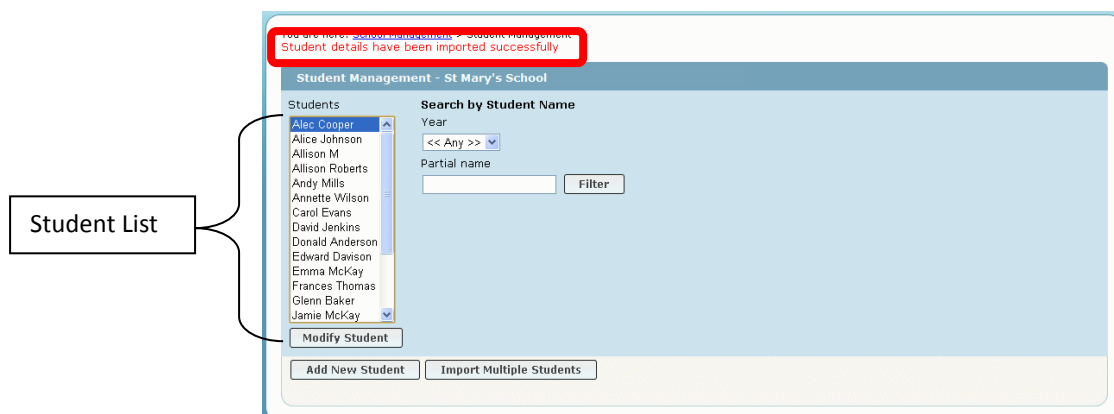 You are here: School Management > Student Management
Student details have been imported successfully
Student Management - St Mary's School
Students
Alec Cooper
Alice Johnson
Allison M
Allison Roberts
Andy Mills
Annette Wilson
Carol Evans
David Jenkins
Donald Anderson
Edward Davison
Emma McKay
Frances Thomas
Glenn Baker
Jamie McKay
Modify Student
Search by Student Name
Year
<< Any >>
Partial name
Filter
Add New Student
Import Multiple Students
Student List